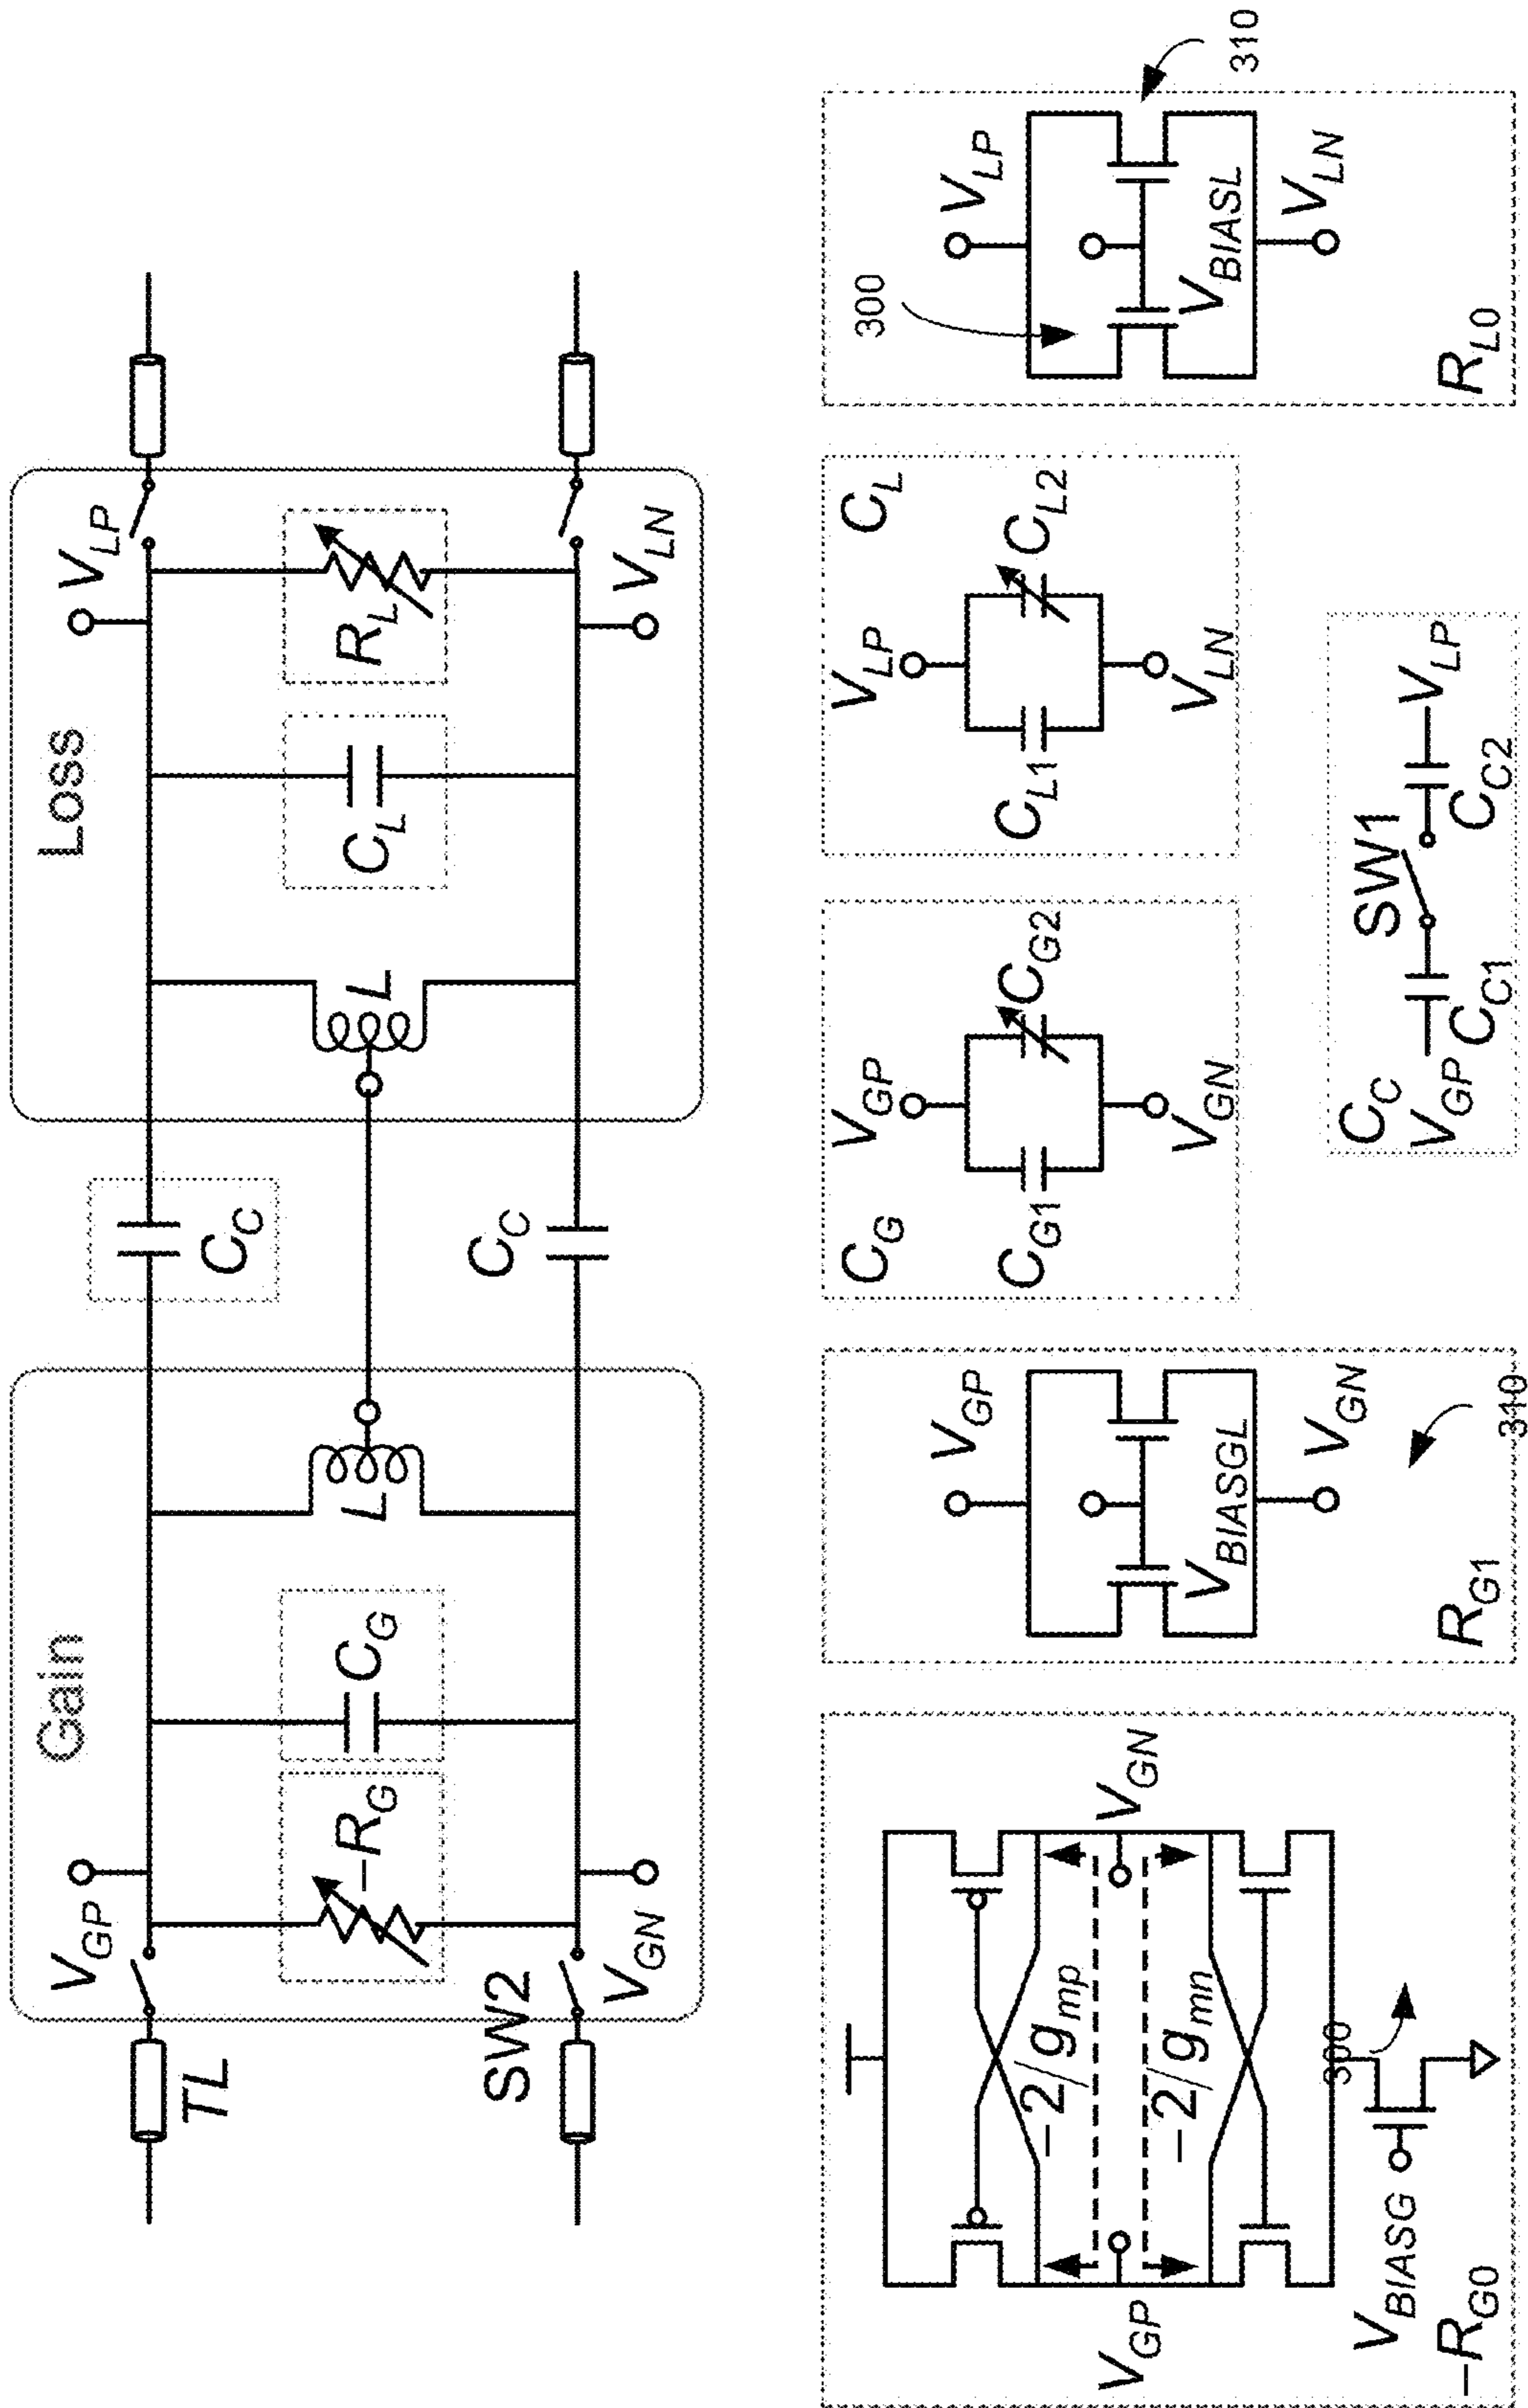 Gain
Loss
V_GP
V_LP
TL
–R_G
C_G
L
C_C
L
C_L
R_L
SW2
V_GN
C_C
V_LN
V_GP
V_GN
–2/g_mp
–2/g_mn
V_BIASG
300
–R_G0
V_GP
V_BIASGL
V_GN
R_G1
310
C_G
V_GP
C_G1
C_G2
V_GN
V_LP
C_L
C_L1
C_L2
V_LN
C_C
SW1
V_GP
V_LP
C_C1
C_C2
300
V_LP
V_BIASL
V_LN
R_L0
310